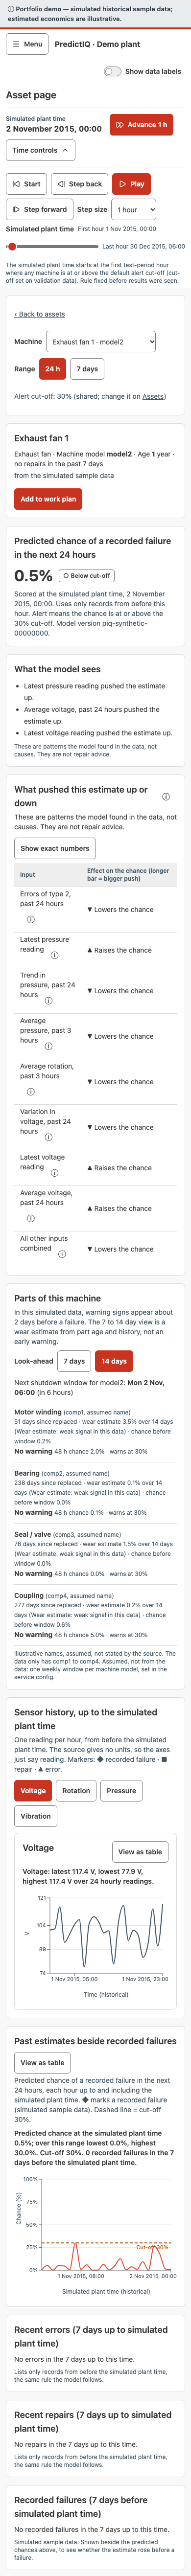 ⓘ Portfolio demo — simulated historical sample data;
estimated economics are illustrative.
☰ Menu PredictIQ · Demo plant
Show data labels
Asset page
Simulated plant time
2 November 2015, 00:00
Advance 1 h
Time controls
Start
Step back
Play
Step forward
Step size
1 hour
Simulated plant time First hour 1 Nov 2015, 00:00
Last hour 30 Dec 2015, 06:00
The simulated plant time starts at the first test-period hour
where any machine is at or above the default alert cut-off (cut-
off set on validation data). Rule fixed before results were seen.
‹ Back to assets
Machine
Exhaust fan 1 · model2
Range
24 h
7 days
Alert cut-off: 30% (shared; change it on Assets)
Exhaust fan 1
Exhaust fan · Machine model model2 · Age 1 year ·
no repairs in the past 7 days
from the simulated sample data
Add to work plan
Predicted chance of a recorded failure
in the next 24 hours
0.5%
Below cut-off
Scored at the simulated plant time, 2 November
2015, 00:00. Uses only records from before this
hour. Alert means the chance is at or above the
30% cut-off. Model version piq-synthetic-
00000000.
What the model sees
• Latest pressure reading pushed the estimate
up.
• Average voltage, past 24 hours pushed the
estimate up.
• Latest voltage reading pushed the estimate up.
These are patterns the model found in the data, not
causes. They are not repair advice.
What pushed this estimate up or
down ⓘ
These are patterns the model found in the data, not
causes. They are not repair advice.
Show exact numbers
Input
Effect on the chance (longer
bar = bigger push)
Errors of type 2,
past 24 hours
ⓘ
▼ Lowers the chance
Latest pressure
reading ⓘ
▲ Raises the chance
Trend in
pressure, past 24
hours ⓘ
▼ Lowers the chance
Average
pressure, past 3
hours ⓘ
▼ Lowers the chance
Average rotation,
past 3 hours
ⓘ
▼ Lowers the chance
Variation in
voltage, past 24
hours ⓘ
▼ Lowers the chance
Latest voltage
reading ⓘ
▲ Raises the chance
Average voltage,
past 24 hours
ⓘ
▲ Raises the chance
All other inputs
combined ⓘ
▼ Lowers the chance
Parts of this machine
In this simulated data, warning signs appear about
2 days before a failure. The 7 to 14 day view is a
wear estimate from part age and history, not an
early warning.
Look-ahead
7 days
14 days
Next shutdown window for model2: Mon 2 Nov,
06:00 (in 6 hours)
Motor winding (comp1, assumed name)
51 days since replaced · wear estimate 3.5% over 14 days
(Wear estimate: weak signal in this data) · chance before
window 0.2%
No warning 48 h chance 2.0% · warns at 30%
Bearing (comp2, assumed name)
238 days since replaced · wear estimate 0.1% over 14
days (Wear estimate: weak signal in this data) · chance
before window 0.0%
No warning 48 h chance 0.1% · warns at 30%
Seal / valve (comp3, assumed name)
76 days since replaced · wear estimate 1.5% over 14 days
(Wear estimate: weak signal in this data) · chance before
window 0.0%
No warning 48 h chance 0.0% · warns at 30%
Coupling (comp4, assumed name)
277 days since replaced · wear estimate 0.2% over 14
days (Wear estimate: weak signal in this data) · chance
before window 0.6%
No warning 48 h chance 5.0% · warns at 30%
Illustrative names, assumed, not stated by the source. The
data only has comp1 to comp4. Assumed, not from the
data: one weekly window per machine model, set in the
service config.
Sensor history, up to the simulated
plant time
One reading per hour, from before the simulated
plant time. The source gives no units, so the axes
just say reading. Markers: ◆ recorded failure · ■
repair · ▲ error.
Voltage
Rotation
Pressure
Vibration
Voltage
View as table
Voltage: latest 117.4 V, lowest 77.9 V,
highest 117.4 V over 24 hourly readings.
121
104
V
89
74
1 Nov 2015, 05:00
1 Nov 2015, 23:00
Time (historical)
Past estimates beside recorded failures
View as table
Predicted chance of a recorded failure in the next
24 hours, each hour up to and including the
simulated plant time. ◆ marks a recorded failure
(simulated sample data). Dashed line = cut-off
30%.
Predicted chance at the simulated plant time
0.5%; over this range lowest 0.0%, highest
30.0%. Cut-off 30%. 0 recorded failures in the 7
days before the simulated plant time.
100%
75%
Chance (%)
50%
25%
Cut-off 30%
0%
1 Nov 2015, 08:00
2 Nov 2015, 00:00
Simulated plant time (historical)
Recent errors (7 days up to simulated
plant time)
No errors in the 7 days up to this time.
Lists only records from before the simulated plant time,
the same rule the model follows.
Recent repairs (7 days up to simulated
plant time)
No repairs in the 7 days up to this time.
Lists only records from before the simulated plant time,
the same rule the model follows.
Recorded failures (7 days before
simulated plant time)
No recorded failures in the 7 days up to this time.
Simulated sample data. Shown beside the predicted
chances above, to see whether the estimate rose before a
failure.